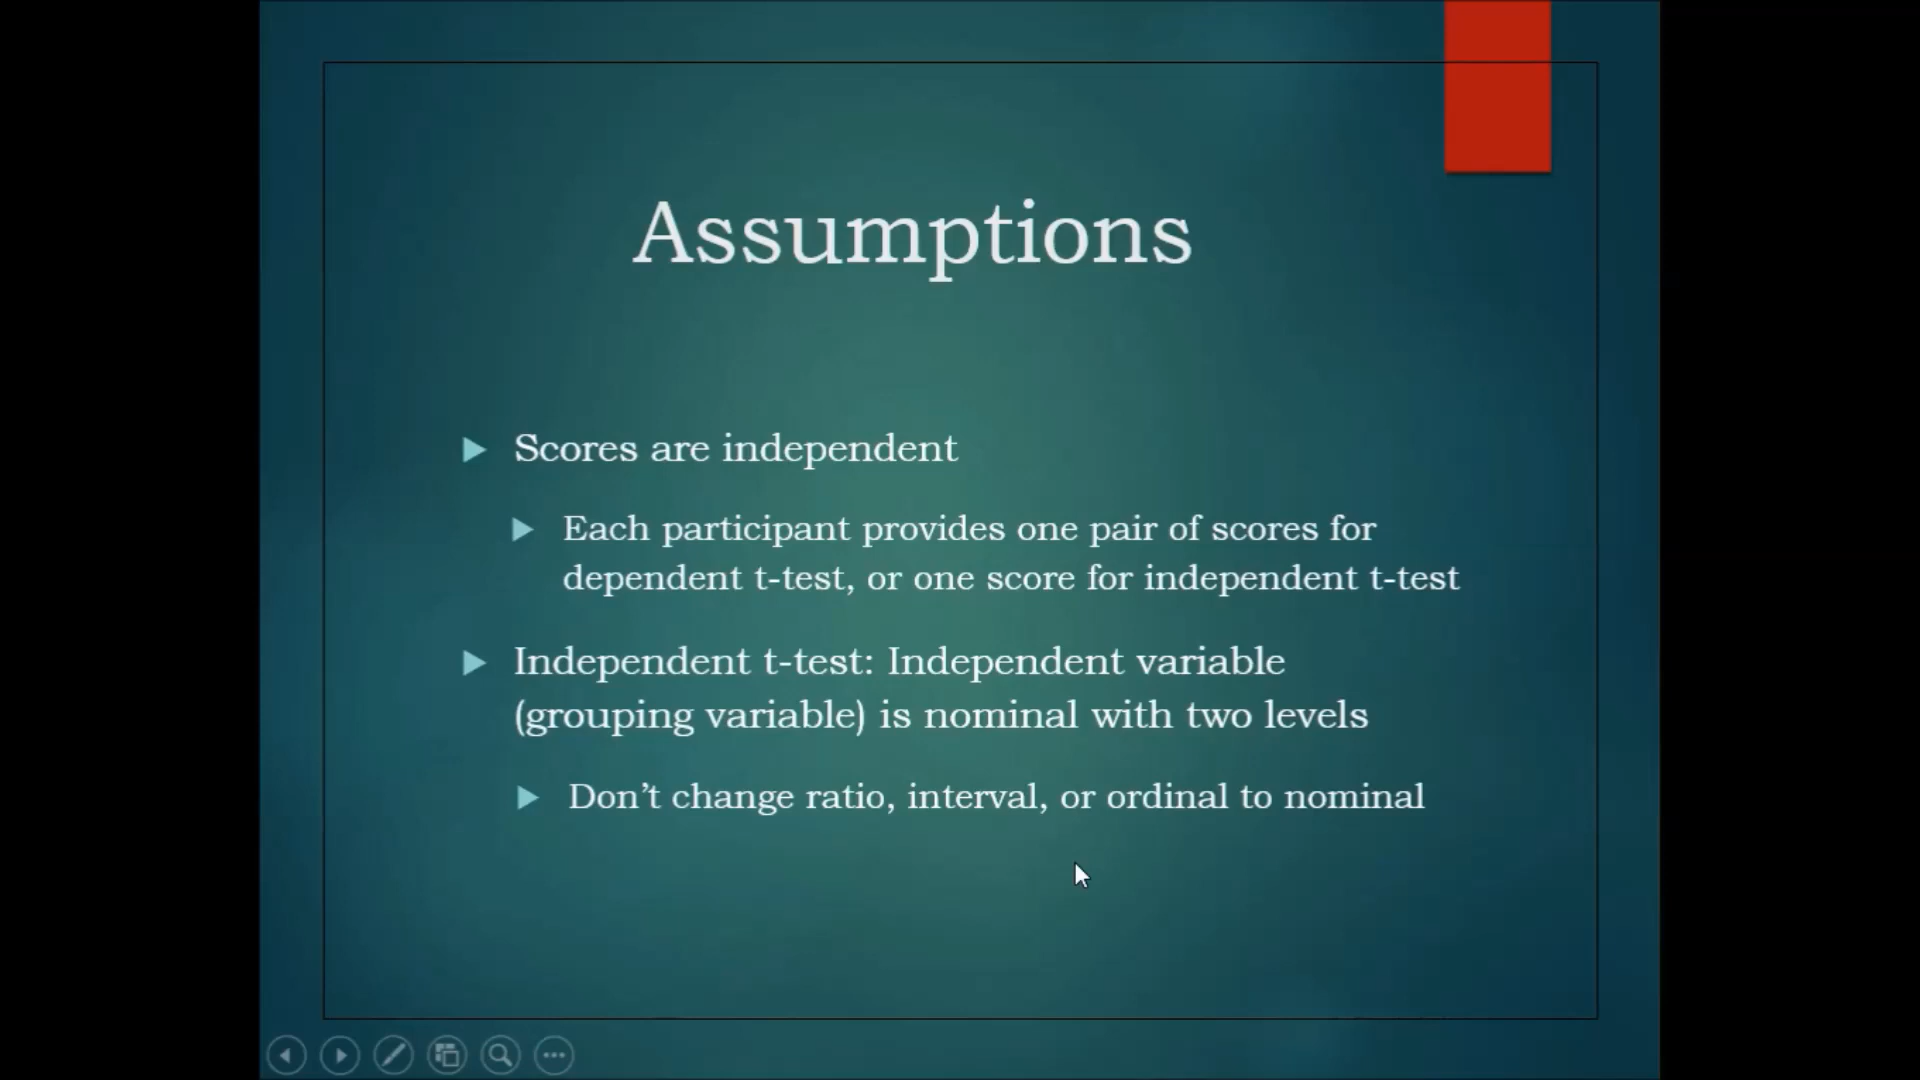 Assumptions
Scores are independent
Each participant provides one pair of scores for
dependent t-test, or one score for independent t-test
Independent t-test: Independent variable
(grouping variable) is nominal with two levels
Don’t change ratio, interval, or ordinal to nominal